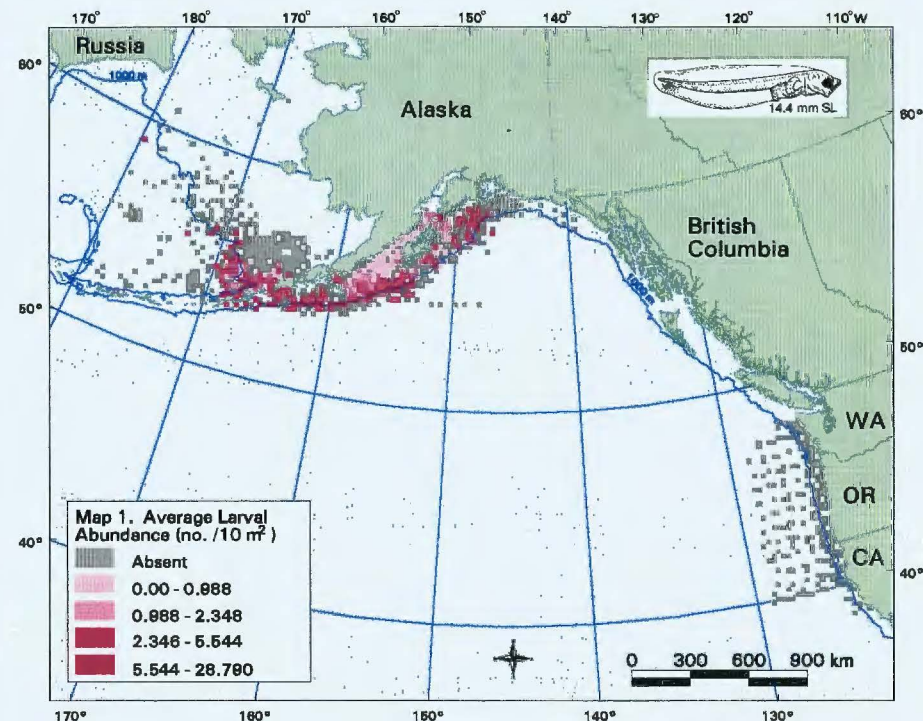 170° 170° 160° 150° 140° 130° 120° 110°W
Russia
60°
1000 m
Alaska
14.4 mm SL
60°
British
Columbia
1000 m
50°
50°
WA
OR
CA
40°
40°
Map 1. Average Larval
Abundance (no. /10 m²)
Absent
0.00 - 0.988
0.988 - 2.348
2.346 - 5.544
5.544 - 28.790
0 300 600 900 km
170° 160° 150° 140° 130°